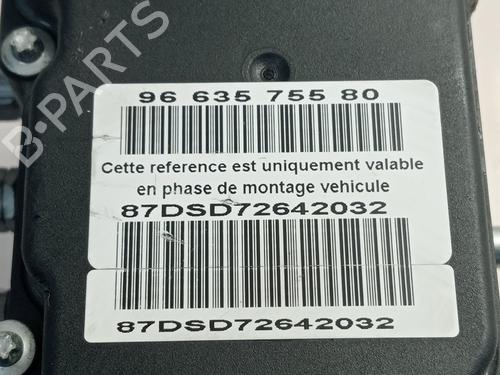 96 635 755 80
Cette reference est uniquement valable
en phase de montage vehicule
87DSD72642032
87DSD72642032
B-PARTS